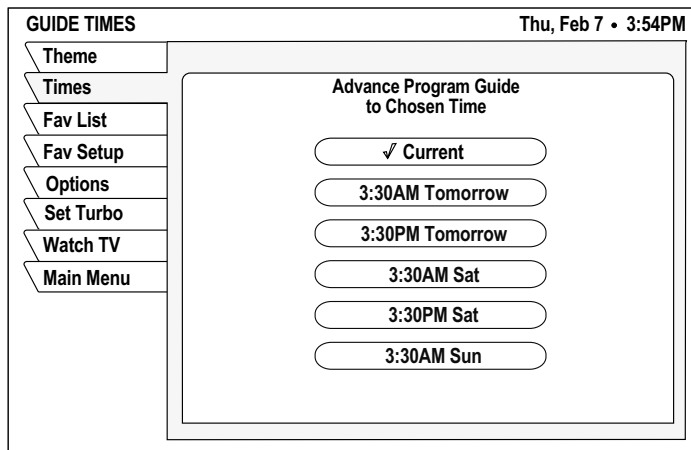 GUIDE TIMES
Thu, Feb 7 • 3:54PM
Theme
Times
Fav List
Fav Setup
Options
Set Turbo
Watch TV
Main Menu
Advance Program Guide
to Chosen Time
√ Current
3:30AM Tomorrow
3:30PM Tomorrow
3:30AM Sat
3:30PM Sat
3:30AM Sun